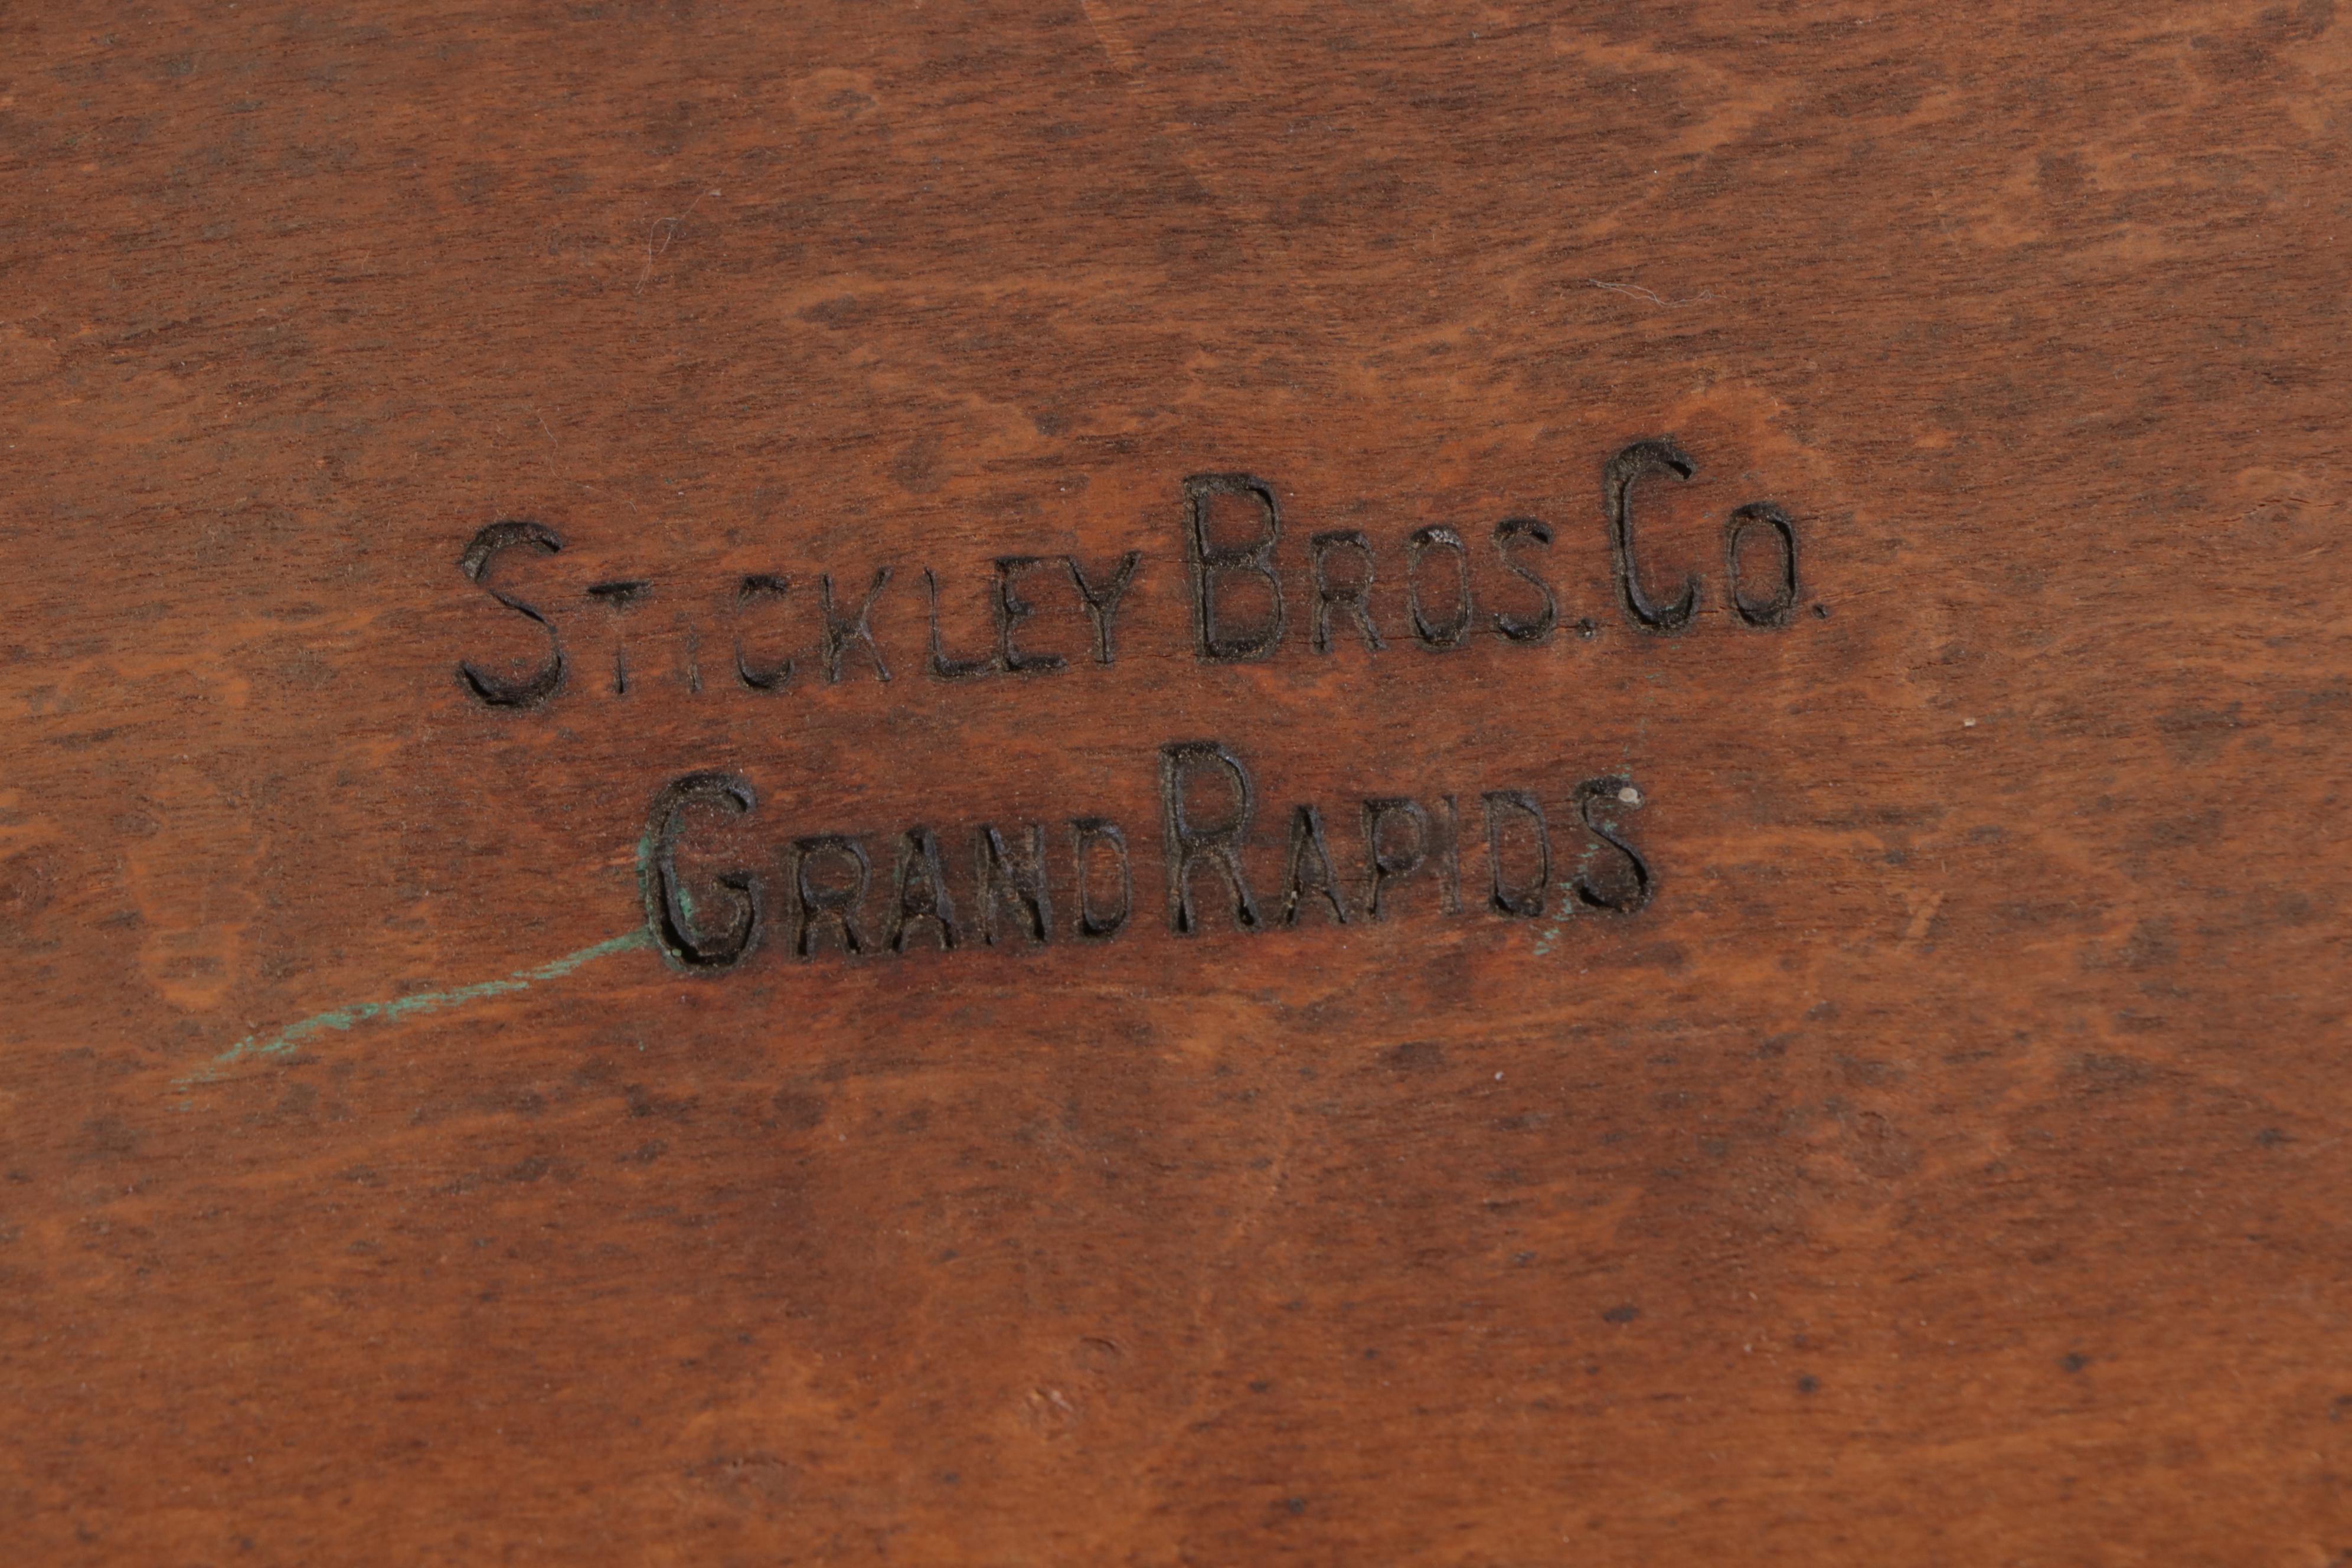 STICKLEY BROS. CO.
GRAND RAPIDS